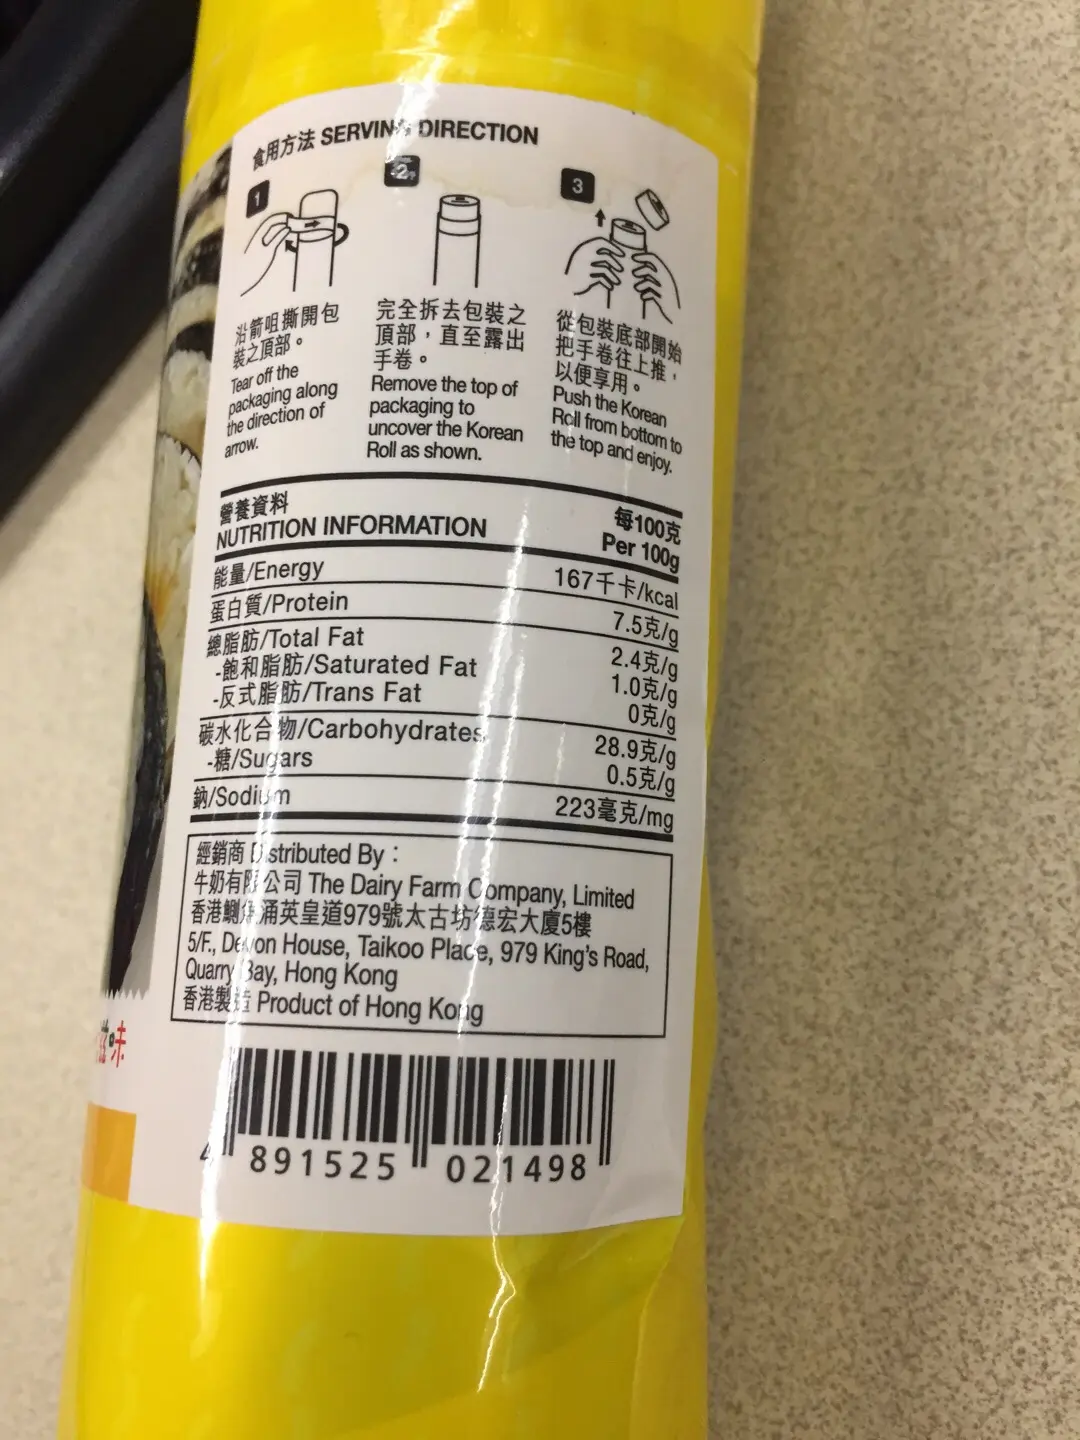 食用方法 SERVING DIRECTION
1
2
3
沿箭咀撕開包
裝之頂部。
Tear off the
packaging along
the direction of
arrow.
完全拆去包裝之
頂部，直至露出
手卷。
Remove the top of
packaging to
uncover the Korean
Roll as shown.
從包裝底部開始
把手卷往上推，
以便享用。
Push the Korean
Roll from bottom to
the top and enjoy.
營養資料
NUTRITION INFORMATION
每100克
Per 100g
能量/Energy 167千卡/kcal
蛋白質/Protein 7.5克/g
總脂肪/Total Fat 2.4克/g
-飽和脂肪/Saturated Fat 1.0克/g
-反式脂肪/Trans Fat 0克/g
碳水化合物/Carbohydrates 28.9克/g
-糖/Sugars 0.5克/g
鈉/Sodium 223毫克/mg
經銷商 Distributed By：
牛奶有限公司 The Dairy Farm Company, Limited
香港鰂魚涌英皇道979號太古坊德宏大廈5樓
5/F., Devon House, Taikoo Place, 979 King's Road,
Quarry Bay, Hong Kong
香港製造 Product of Hong Kong
4 891525 021498
滋味